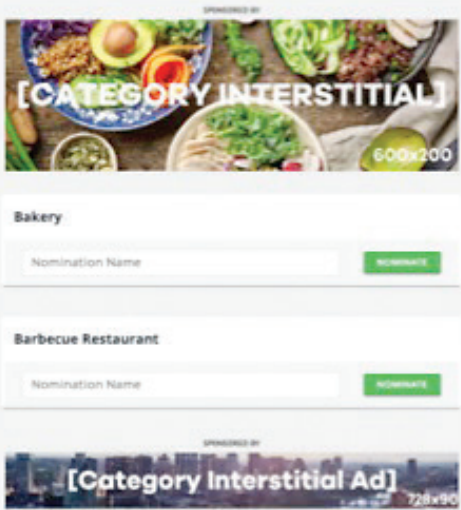 SPONSORED BY
[CATEGORY INTERSTITIAL]
600x200
Bakery
Nomination Name
NOMINATE
Barbecue Restaurant
Nomination Name
NOMINATE
SPONSORED BY
[Category Interstitial Ad]
728x90